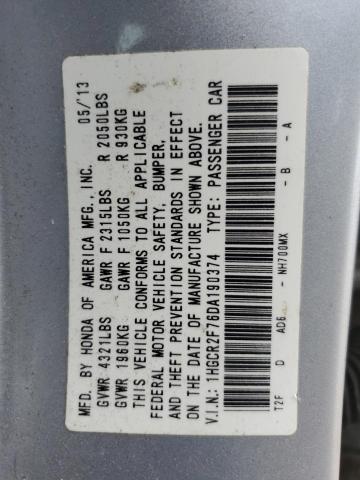 MFD. BY HONDA OF AMERICA MFG., INC. 05/'13
GVWR 4321LBS GAWR F 2315LBS R 2050LBS
GVWR 1960KG GAWR F 1050KG R 930KG
THIS VEHICLE CONFORMS TO ALL APPLICABLE
FEDERAL MOTOR VEHICLE SAFETY, BUMPER,
AND THEFT PREVENTION STANDARDS IN EFFECT
ON THE DATE OF MANUFACTURE SHOWN ABOVE.
V.I.N.: 1HGCR2F76DA190374 TYPE: PASSENGER CAR
T2F D AD6 - NH700MX - B - A